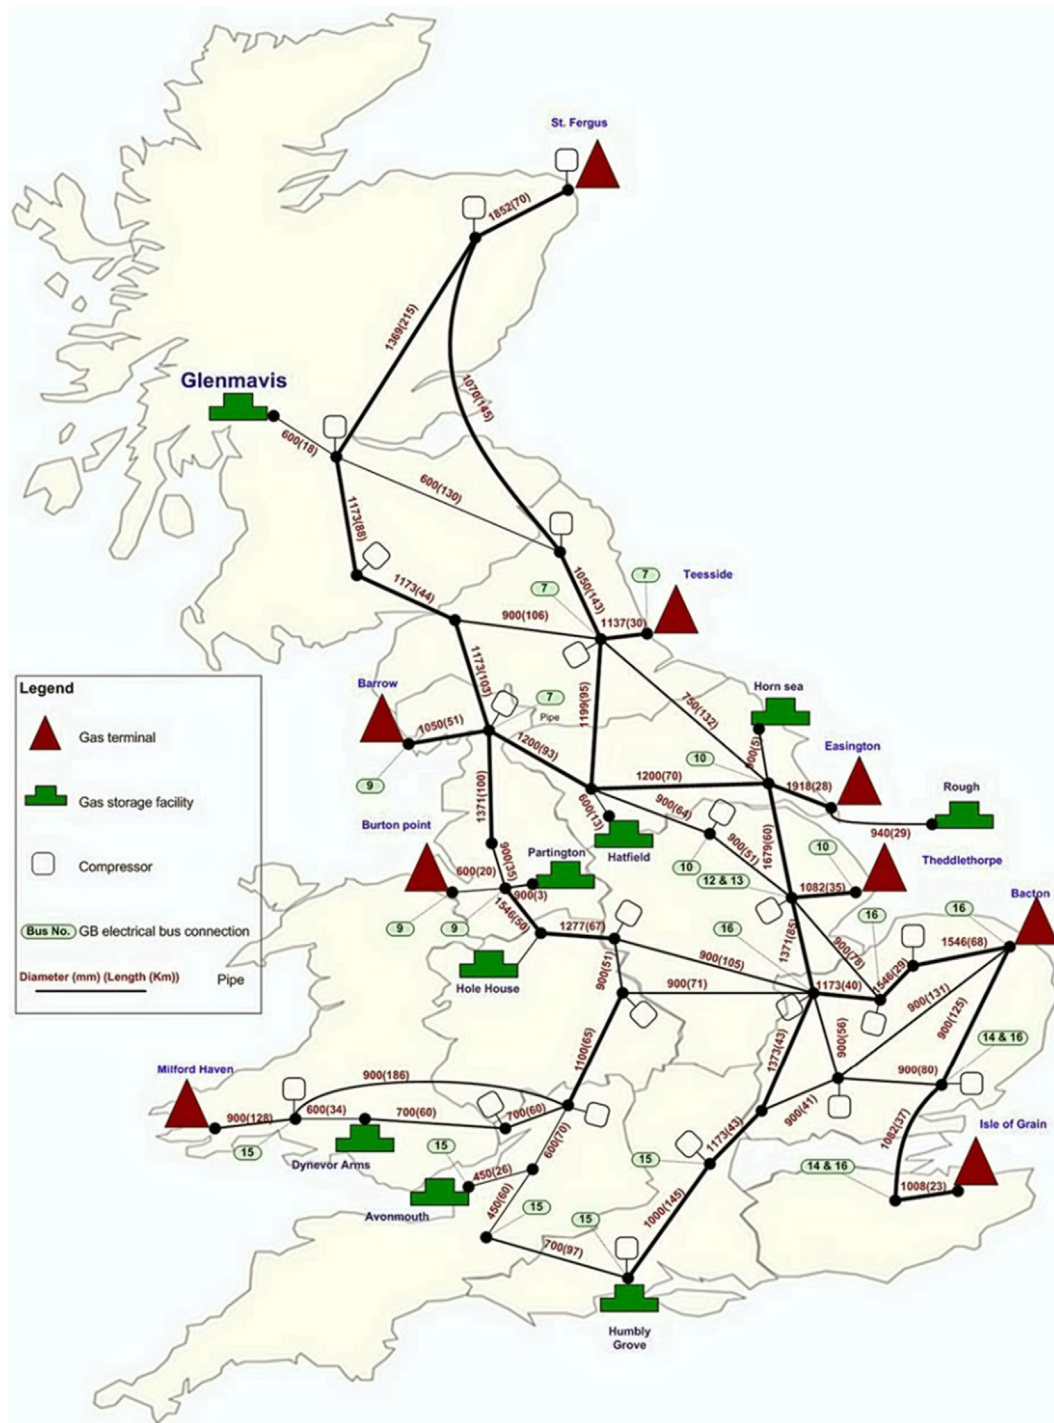 St. Fergus
1852(70)
1369(215)
1070(145)
Glenmavis
600(18)
600(130)
1173(88)
1173(44)
1050(143)
7
7
Teesside
900(106)
1137(30)
1173(103)
1199(95)
750(132)
Legend
Gas terminal
Gas storage facility
Compressor
Bus No.
GB electrical bus connection
Diameter (mm) (Length (Km))
Pipe
Barrow
1050(51)
9
7
Pipe
1200(93)
Horn sea
900(5)
10
1200(70)
Easington
1918(28)
Rough
940(29)
1371(100)
600(13)
Hatfield
900(64)
900(51)
10
1679(60)
Burton point
600(20)
900(35)
Partington
900(3)
9
9
1546(50)
12 & 13
10
Theddlethorpe
1082(35)
Bacton
16
16
16
1277(67)
Hole House
900(51)
900(105)
900(71)
1371(85)
900(78)
1546(29)
1546(68)
1173(40)
900(131)
900(125)
900(56)
1373(43)
1100(65)
14 & 16
900(80)
900(41)
Milford Haven
900(186)
900(128)
600(34)
700(60)
700(60)
15
Dynevor Arms
600(70)
15
450(26)
Avonmouth
450(60)
15
700(97)
15
15
1173(43)
1000(145)
1082(37)
Isle of Grain
14 & 16
1008(23)
Humbly
Grove